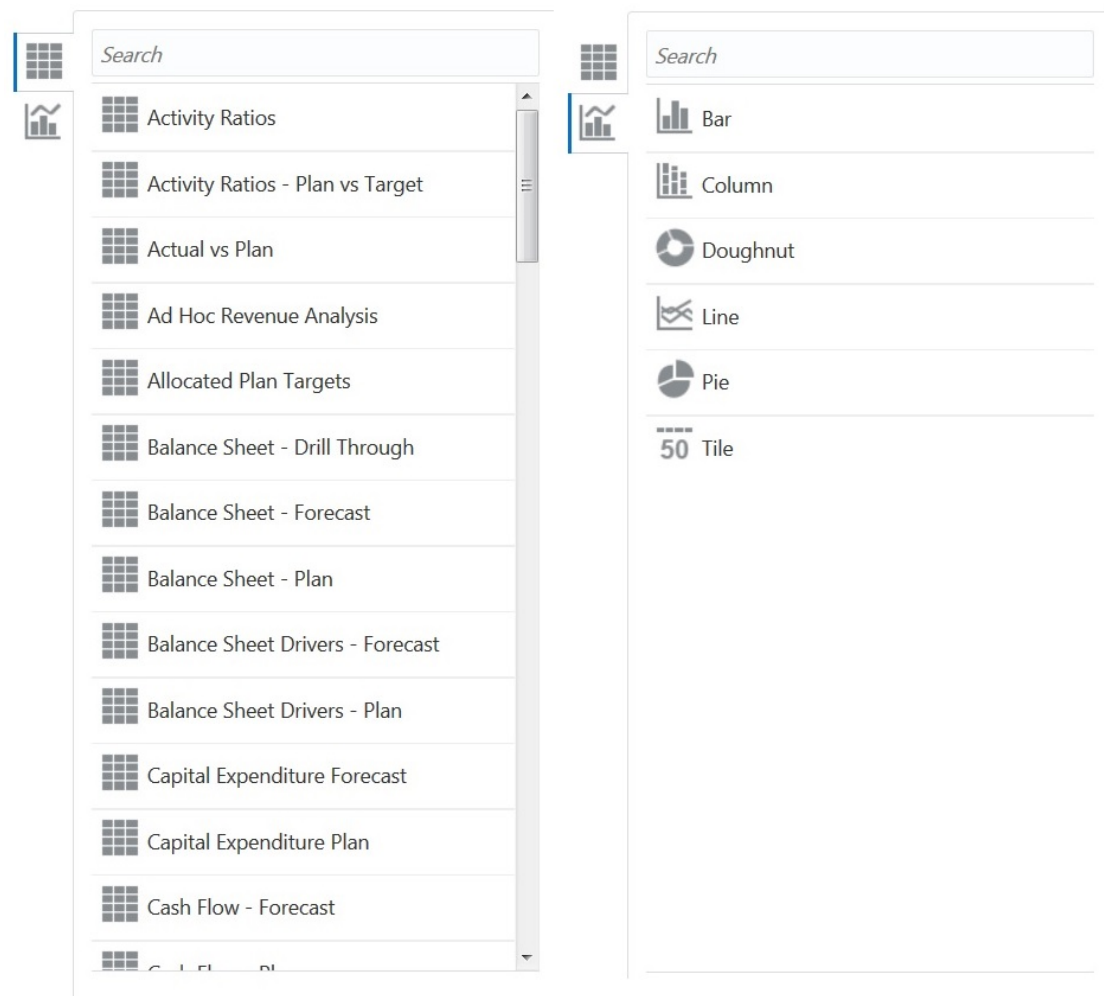 Search
Activity Ratios
Activity Ratios - Plan vs Target
Actual vs Plan
Ad Hoc Revenue Analysis
Allocated Plan Targets
Balance Sheet - Drill Through
Balance Sheet - Forecast
Balance Sheet - Plan
Balance Sheet Drivers - Forecast
Balance Sheet Drivers - Plan
Capital Expenditure Forecast
Capital Expenditure Plan
Cash Flow - Forecast
Search
Bar
Column
Doughnut
Line
Pie
50 Tile